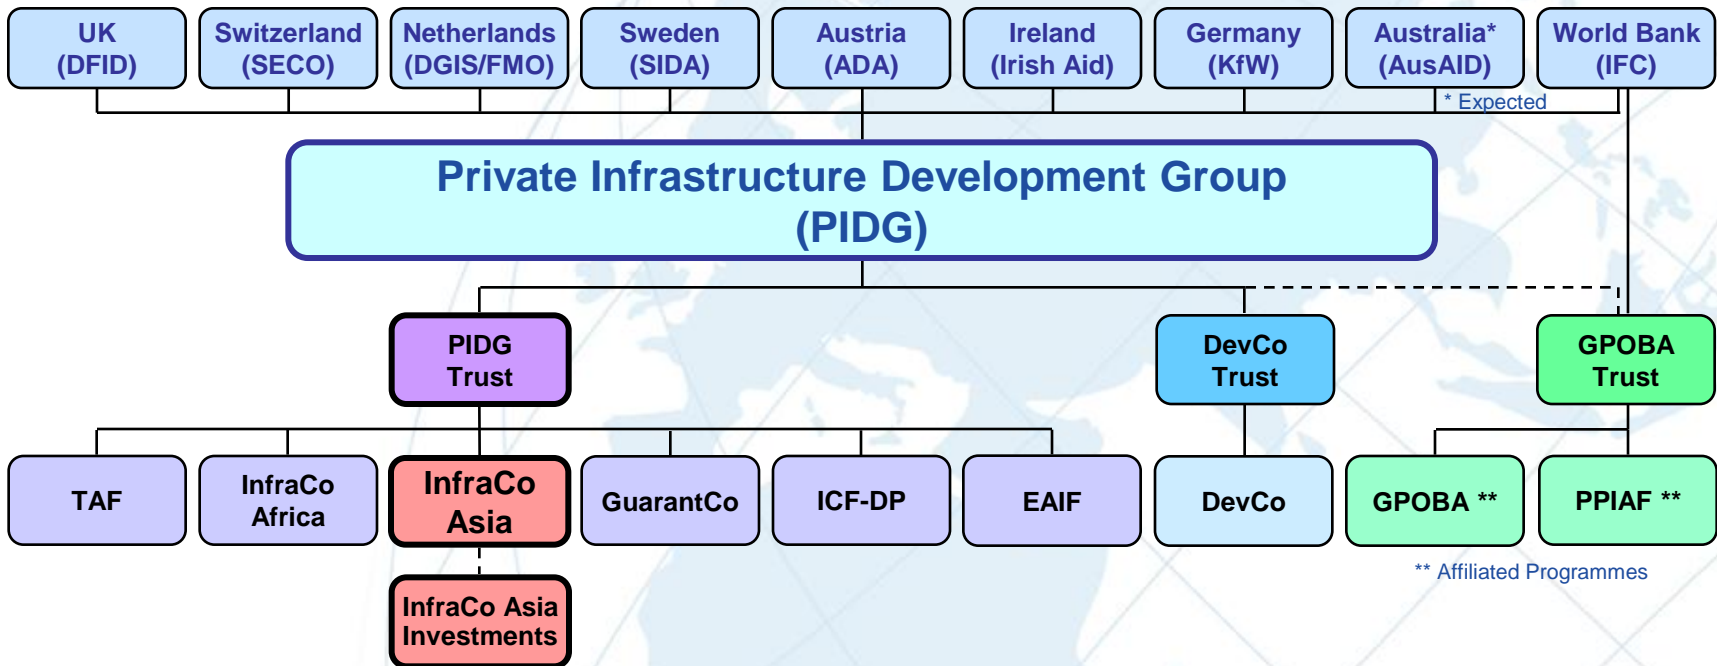 UK
(DFID)
Switzerland
(SECO)
Netherlands
(DGIS/FMO)
Sweden
(SIDA)
Austria
(ADA)
Ireland
(Irish Aid)
Germany
(KfW)
Australia*
(AusAID)
World Bank
(IFC)
* Expected
Private Infrastructure Development Group
(PIDG)
PIDG
Trust
DevCo
Trust
GPOBA
Trust
TAF
InfraCo
Africa
InfraCo
Asia
GuarantCo
ICF-DP
EAIF
DevCo
GPOBA **
PPIAF **
** Affiliated Programmes
InfraCo Asia
Investments